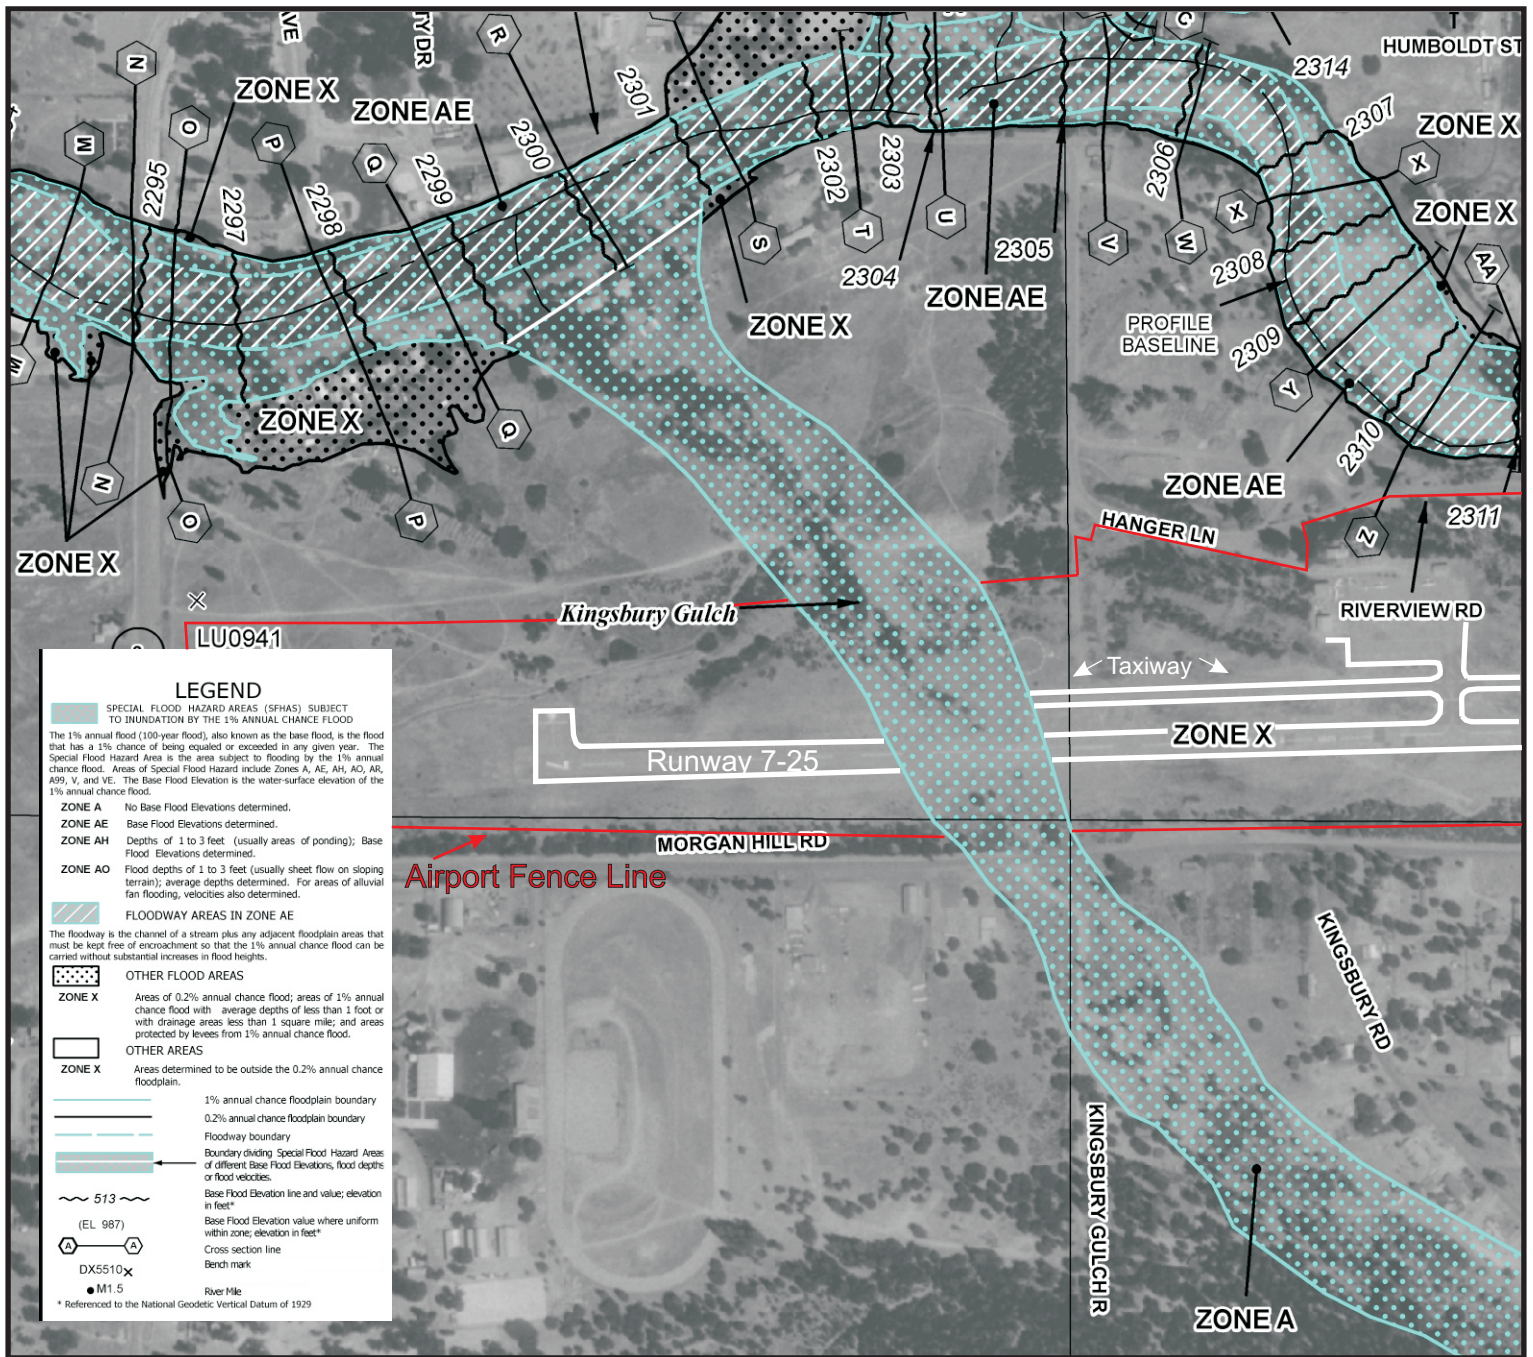 AVE
TY DR
R
C
T
HUMBOLDT ST
2314
N
ZONE X
ZONE AE
2301
2307
ZONE X
M
O
P
Q
2300
2299
2295
2297
2298
2302
2303
2306
X
X
ZONE X
S
T
U
V
W
2304
2305
2308
AA
ZONE AE
ZONE X
PROFILE
BASELINE
2309
M
Y
ZONE X
Q
2310
N
O
P
ZONE AE
2311
ZONE X
HANGER LN
Z
Kingsbury Gulch
RIVERVIEW RD
LU0941
Taxiway
ZONE X
Runway 7-25
MORGAN HILL RD
Airport Fence Line
KINGSBURY RD
KINGSBURY GULCH R
ZONE A
LEGEND
SPECIAL FLOOD HAZARD AREAS (SFHAS) SUBJECT
TO INUNDATION BY THE 1% ANNUAL CHANCE FLOOD
The 1% annual flood (100-year flood), also known as the base flood, is the flood
that has a 1% chance of being equaled or exceeded in any given year. The
Special Flood Hazard Area is the area subject to flooding by the 1% annual
chance flood. Areas of Special Flood Hazard include Zones A, AE, AH, AO, AR,
A99, V, and VE. The Base Flood Elevation is the water-surface elevation of the
1% annual chance flood.
ZONE A No Base Flood Elevations determined.
ZONE AE Base Flood Elevations determined.
ZONE AH Depths of 1 to 3 feet (usually areas of ponding); Base
Flood Elevations determined.
ZONE AO Flood depths of 1 to 3 feet (usually sheet flow on sloping
terrain); average depths determined. For areas of alluvial
fan flooding, velocities also determined.
FLOODWAY AREAS IN ZONE AE
The floodway is the channel of a stream plus any adjacent floodplain areas that
must be kept free of encroachment so that the 1% annual chance flood can be
carried without substantial increases in flood heights.
OTHER FLOOD AREAS
ZONE X Areas of 0.2% annual chance flood; areas of 1% annual
chance flood with average depths of less than 1 foot or
with drainage areas less than 1 square mile; and areas
protected by levees from 1% annual chance flood.
OTHER AREAS
ZONE X Areas determined to be outside the 0.2% annual chance
floodplain.
1% annual chance floodplain boundary
0.2% annual chance floodplain boundary
Floodway boundary
Boundary dividing Special Flood Hazard Areas
of different Base Flood Elevations, flood depths
or flood velocities.
513 Base Flood Elevation line and value; elevation
in feet*
(EL 987) Base Flood Elevation value where uniform
within zone; elevation in feet*
A A Cross section line
DX5510 Bench mark
M1.5 River Mile
* Referenced to the National Geodetic Vertical Datum of 1929